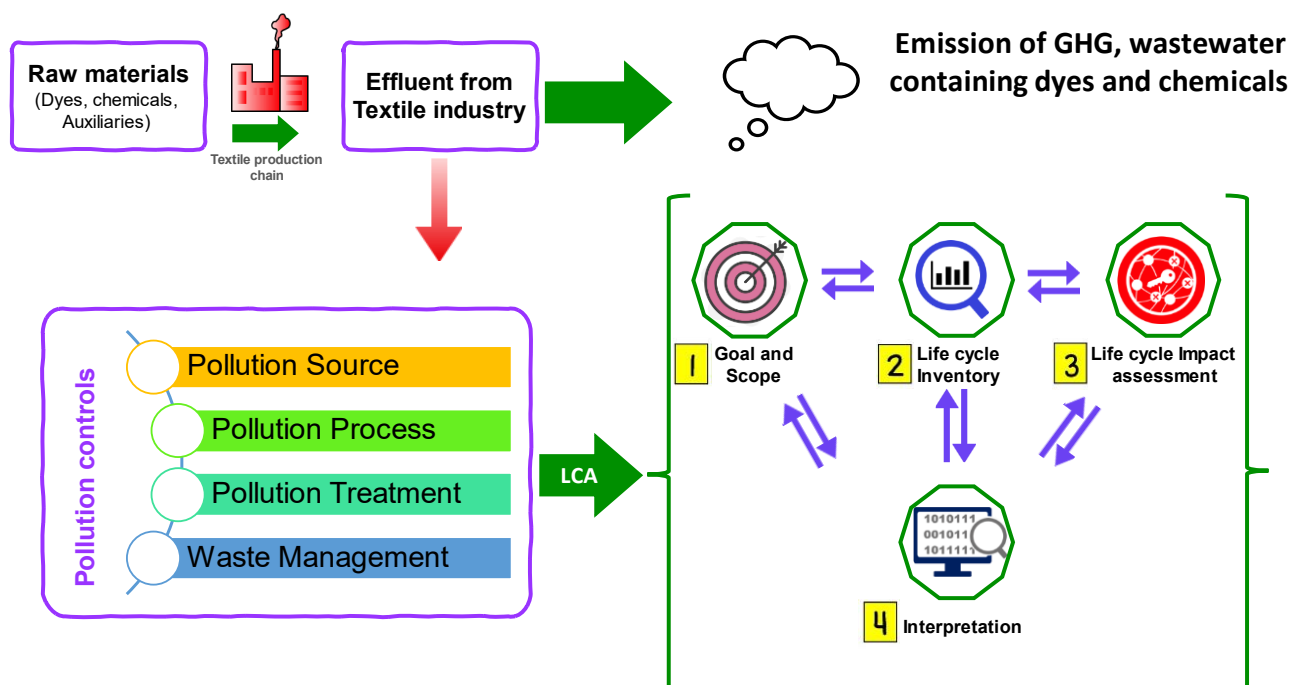 Raw materials
(Dyes, chemicals,
Auxiliaries)
Textile production
chain
Effluent from
Textile industry
Emission of GHG, wastewater
containing dyes and chemicals
Pollution controls
Pollution Source
Pollution Process
Pollution Treatment
Waste Management
LCA
1
Goal and
Scope
2
Life cycle
Inventory
3
Life cycle Impact
assessment
1010111
001011
1011111
4
Interpretation